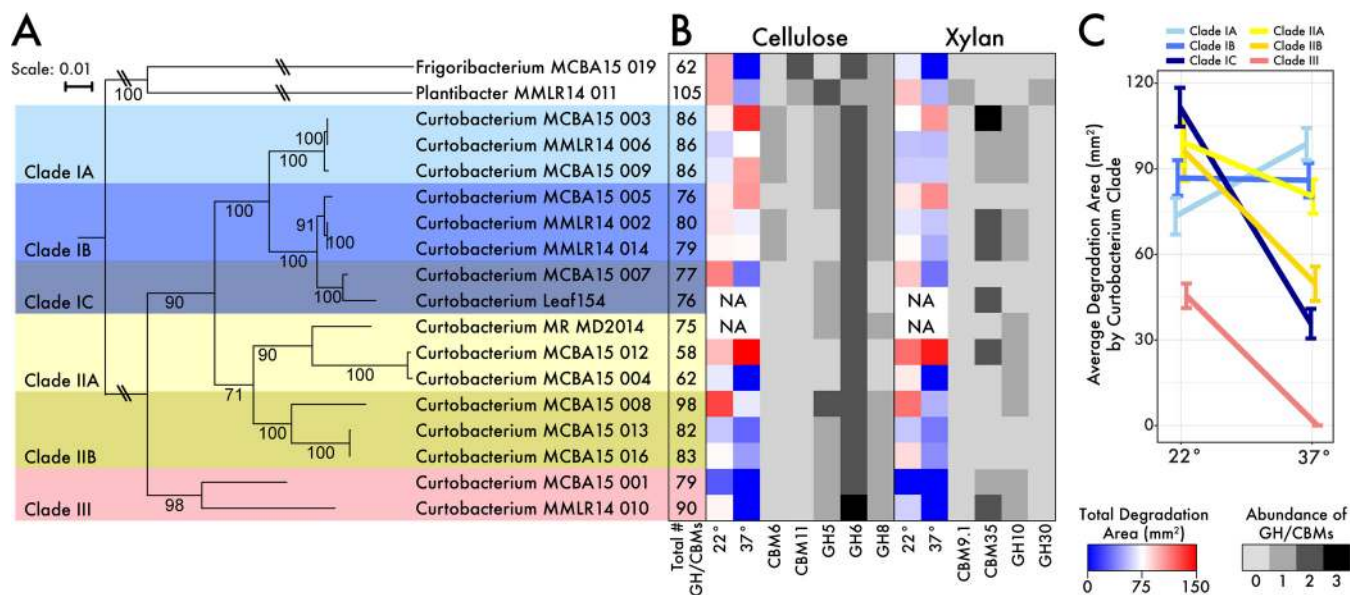 A
B
C
Scale: 0.01
Cellulose
Xylan
Clade IA
Clade IIA
Clade IB
Clade IIB
Clade IC
Clade III
Frigoribacterium MCBA15 019 62
Plantibacter MMLR14 011 105
100
Curtobacterium MCBA15 003 86
Curtobacterium MMLR14 006 86
Curtobacterium MCBA15 009 86
100
100
Clade IA
Curtobacterium MCBA15 005 76
Curtobacterium MMLR14 002 80
Curtobacterium MMLR14 014 79
100
91
100
100
Clade IB
Curtobacterium MCBA15 007 77
Curtobacterium Leaf154 76
90
100
Clade IC
NA NA
Curtobacterium MR MD2014 75
Curtobacterium MCBA15 012 58
Curtobacterium MCBA15 004 62
NA NA
90
100
71
Clade IIA
Curtobacterium MCBA15 008 98
Curtobacterium MCBA15 013 82
Curtobacterium MCBA15 016 83
100
100
Clade IIB
Curtobacterium MCBA15 001 79
Curtobacterium MMLR14 010 90
98
Clade III
Total #
GH/CBMs
22°
37°
CBM6
CBM11
GH5
GH6
GH8
22°
37°
CBM9.1
CBM35
GH10
GH30
Average Degradation Area (mm²)
by Curtobacterium Clade
120
90
60
30
0
22° 37°
Total Degradation
Area (mm²)
0 75 150
Abundance of
GH/CBMs
0 1 2 3